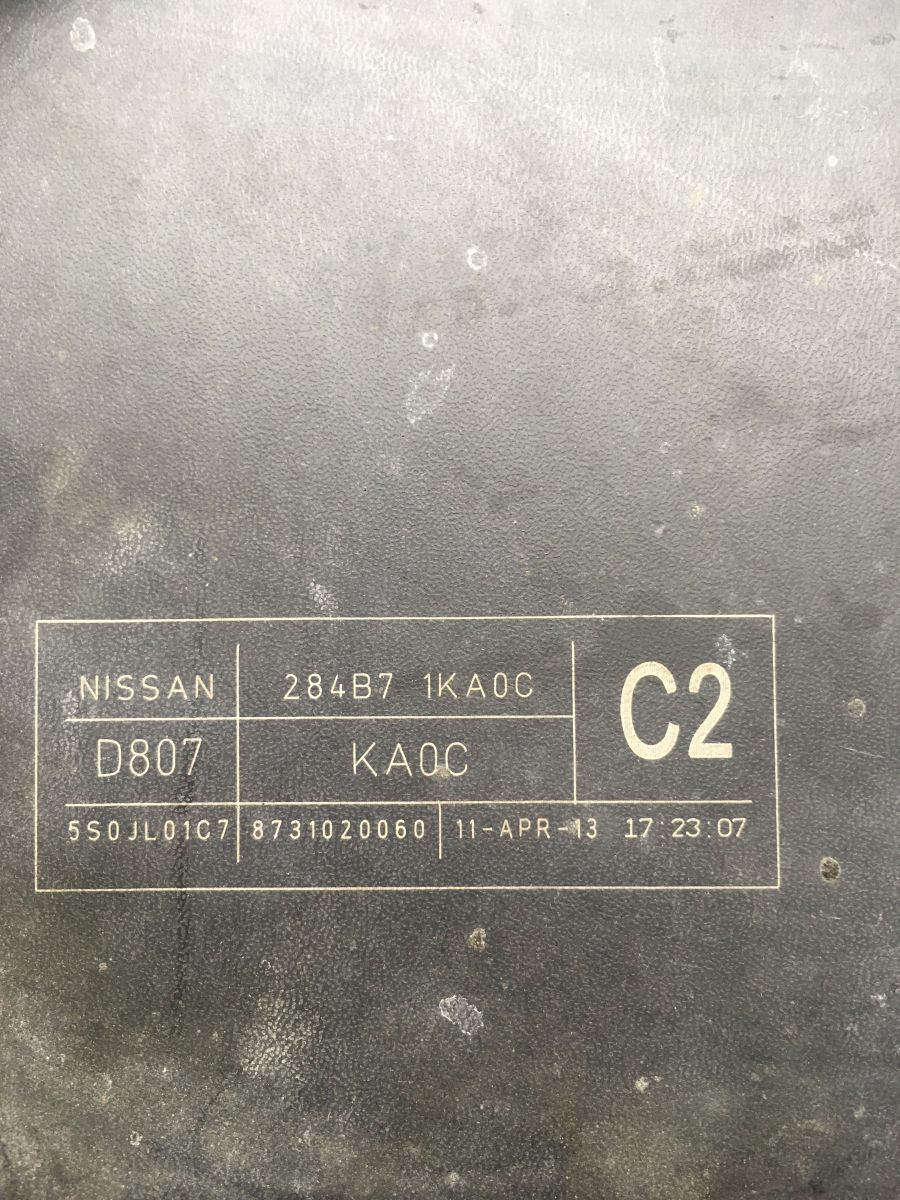 NISSAN 284B7 1KA0C C2
D807 KA0C
5S0JL01C7 8731020060 11-APR-13 17:23:07